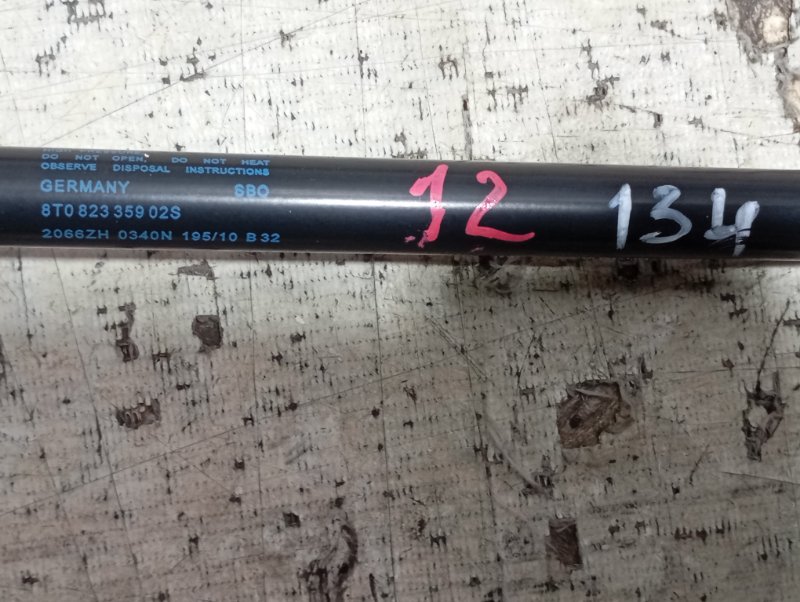 DO NOT OPEN. DO NOT HEAT
OBSERVE DISPOSAL INSTRUCTIONS
GERMANY SBO
8T0 823 359 02S
2066ZH 0340N 195/10 B 32
12
134